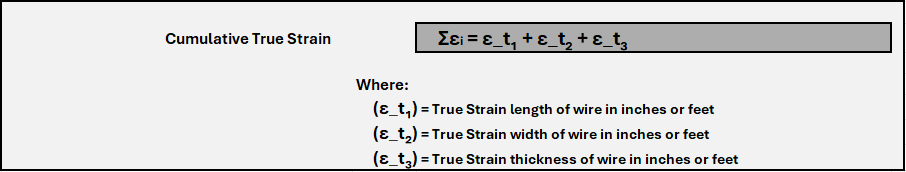 Cumulative True Strain Σεi = ε_t₁ + ε_t₂ + ε_t₃
Where:
(ε_t₁) = True Strain length of wire in inches or feet
(ε_t₂) = True Strain width of wire in inches or feet
(ε_t₃) = True Strain thickness of wire in inches or feet